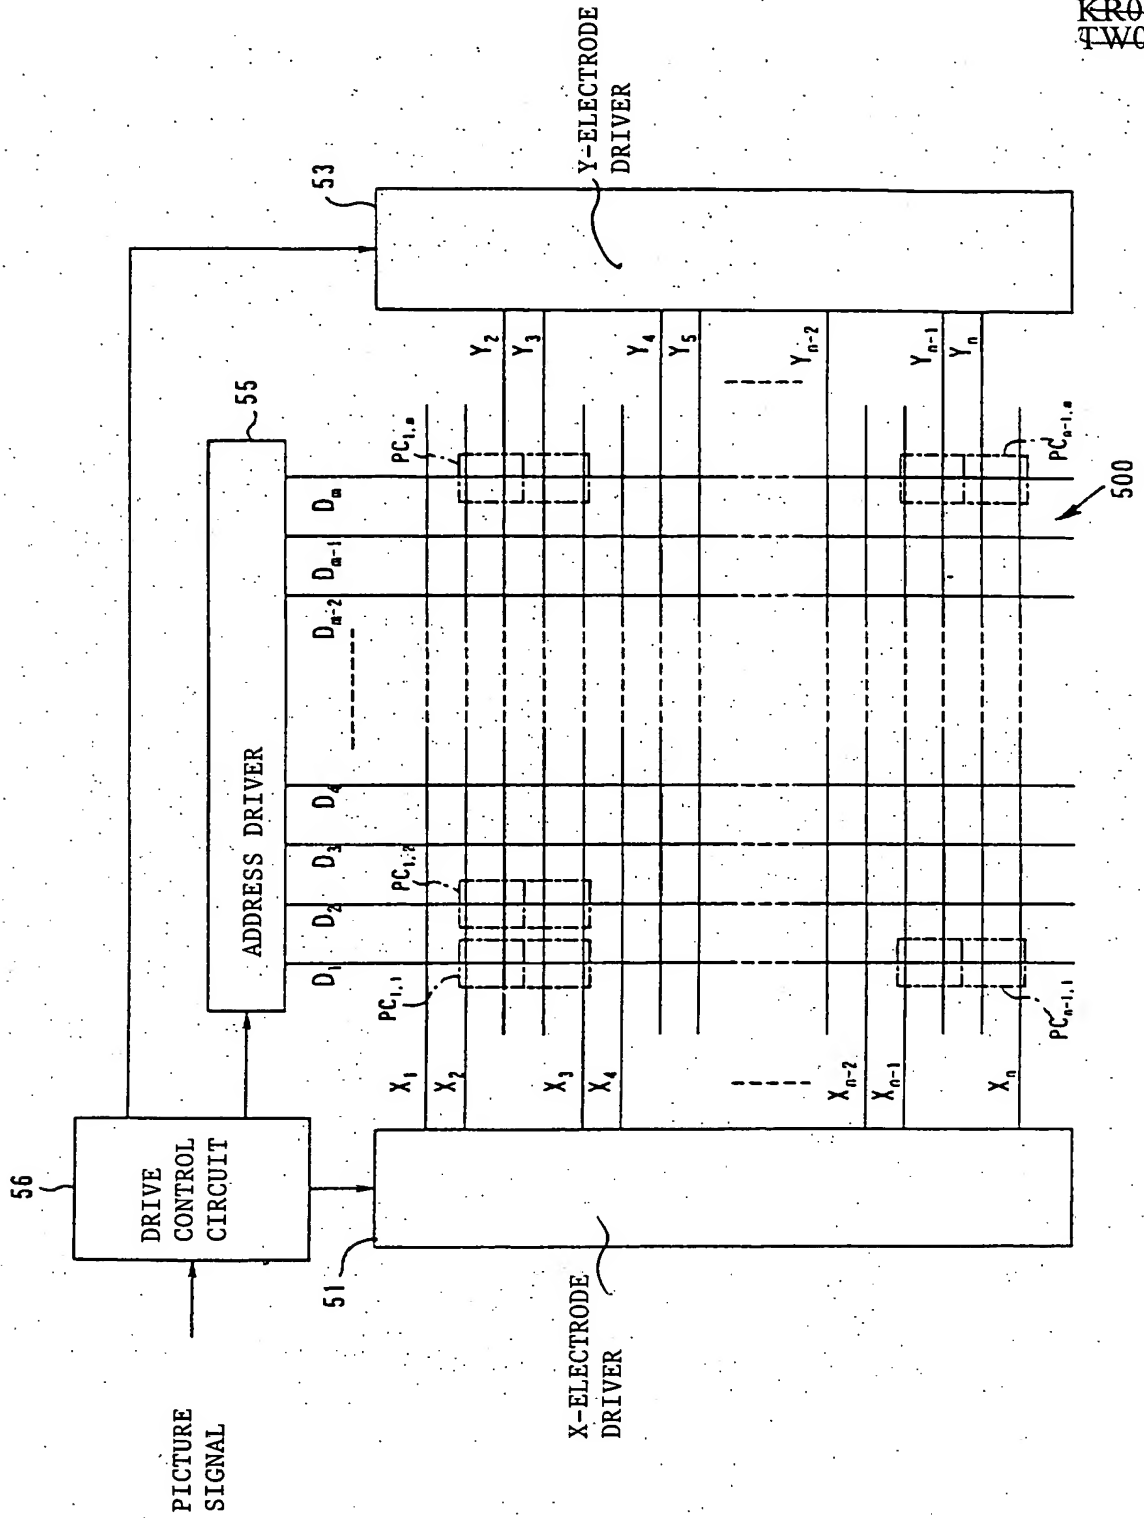 KR0
TW0
PICTURE
SIGNAL
56
DRIVE
CONTROL
CIRCUIT
55
ADDRESS DRIVER
53
Y-ELECTRODE
DRIVER
51
X-ELECTRODE
DRIVER
D₁
D₂
D₃
D₄
Dₘ₋₂
Dₘ₋₁
Dₘ
PC₁,₁
PC₁,₂
PC₁,ₘ
X₁
X₂
X₃
X₄
Xₙ₋₂
Xₙ₋₁
Xₙ
Y₂
Y₃
Y₄
Y₅
Yₙ₋₂
Yₙ₋₁
Yₙ
PCₙ₋₁,₁
PCₙ₋₁,ₘ
500